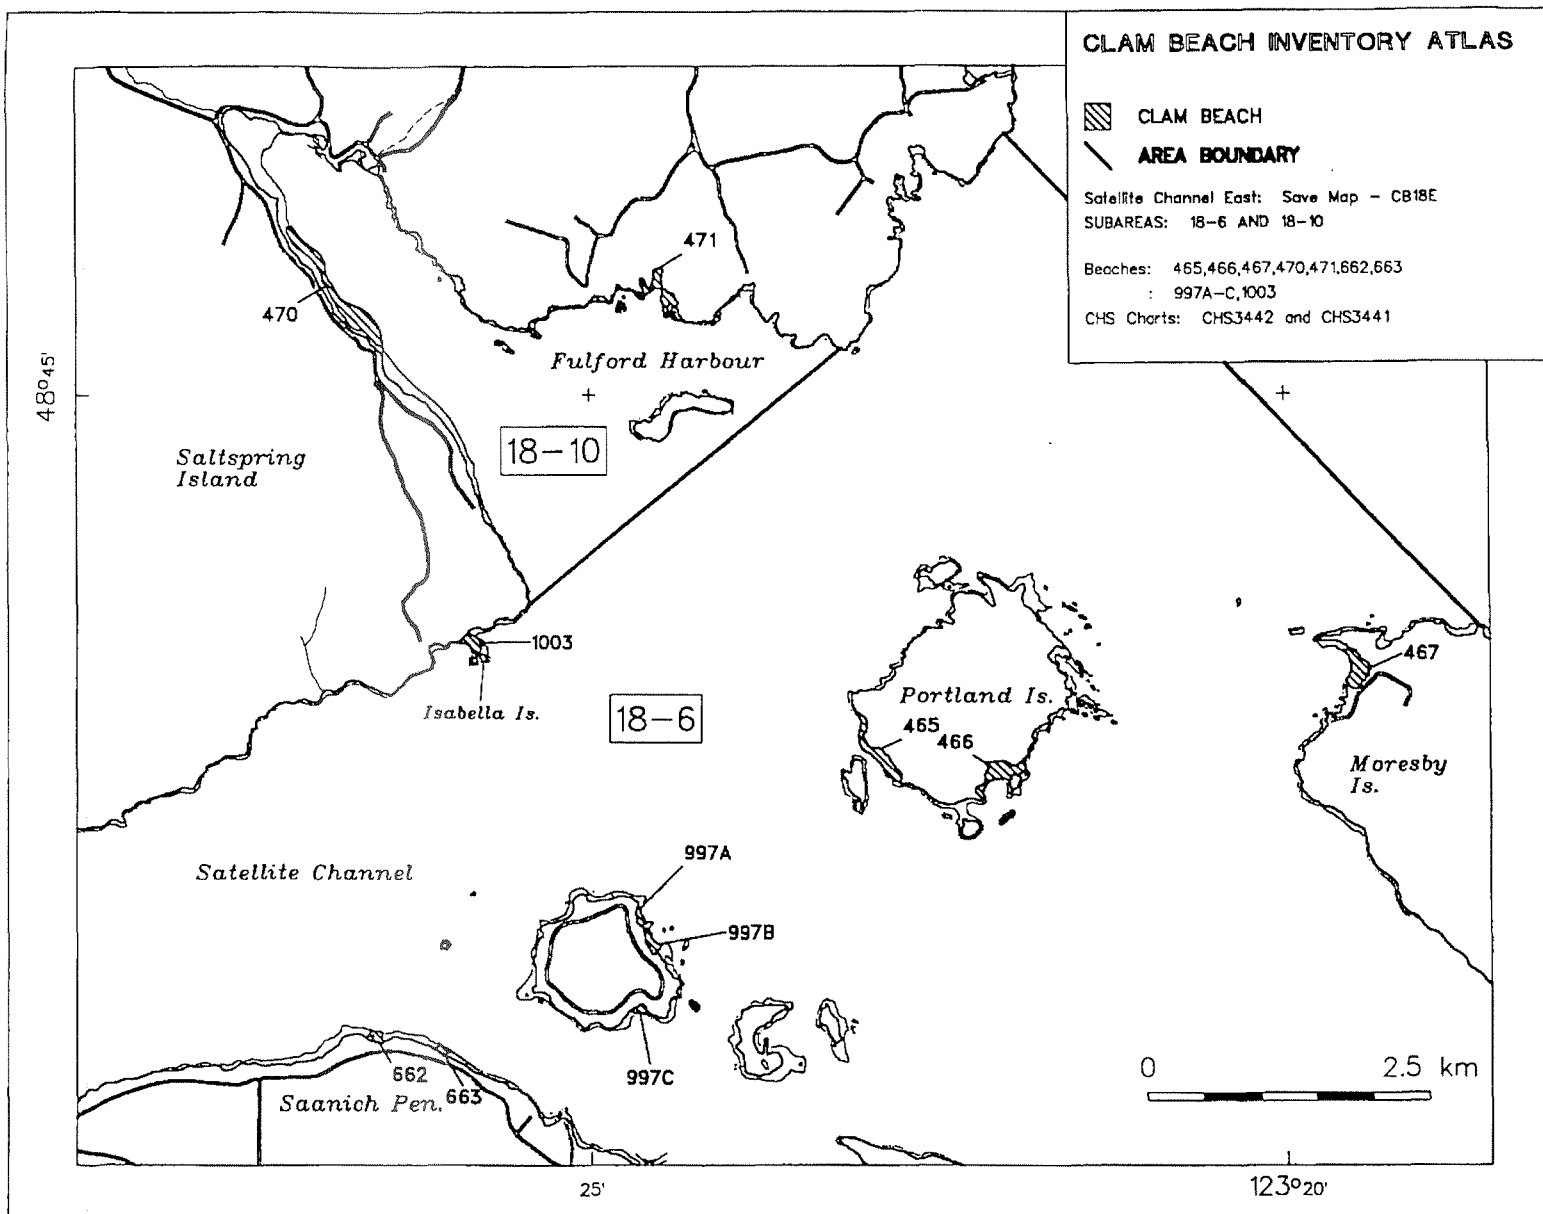 CLAM BEACH INVENTORY ATLAS
CLAM BEACH
AREA BOUNDARY
Satellite Channel East: Save Map - CB18E
SUBAREAS: 18-6 AND 18-10
Beaches: 465,466,467,470,471,662,663
: 997A-C,1003
CHS Charts: CHS3442 and CHS3441
471
470
Fulford Harbour
48°45'
18-10
Saltspring
Island
1003
467
Isabella Is.
18-6
Portland Is.
465
466
Moresby
Is.
997A
Satellite Channel
997B
662
997C
663
Saanich Pen.
0 2.5 km
25'
123°20'